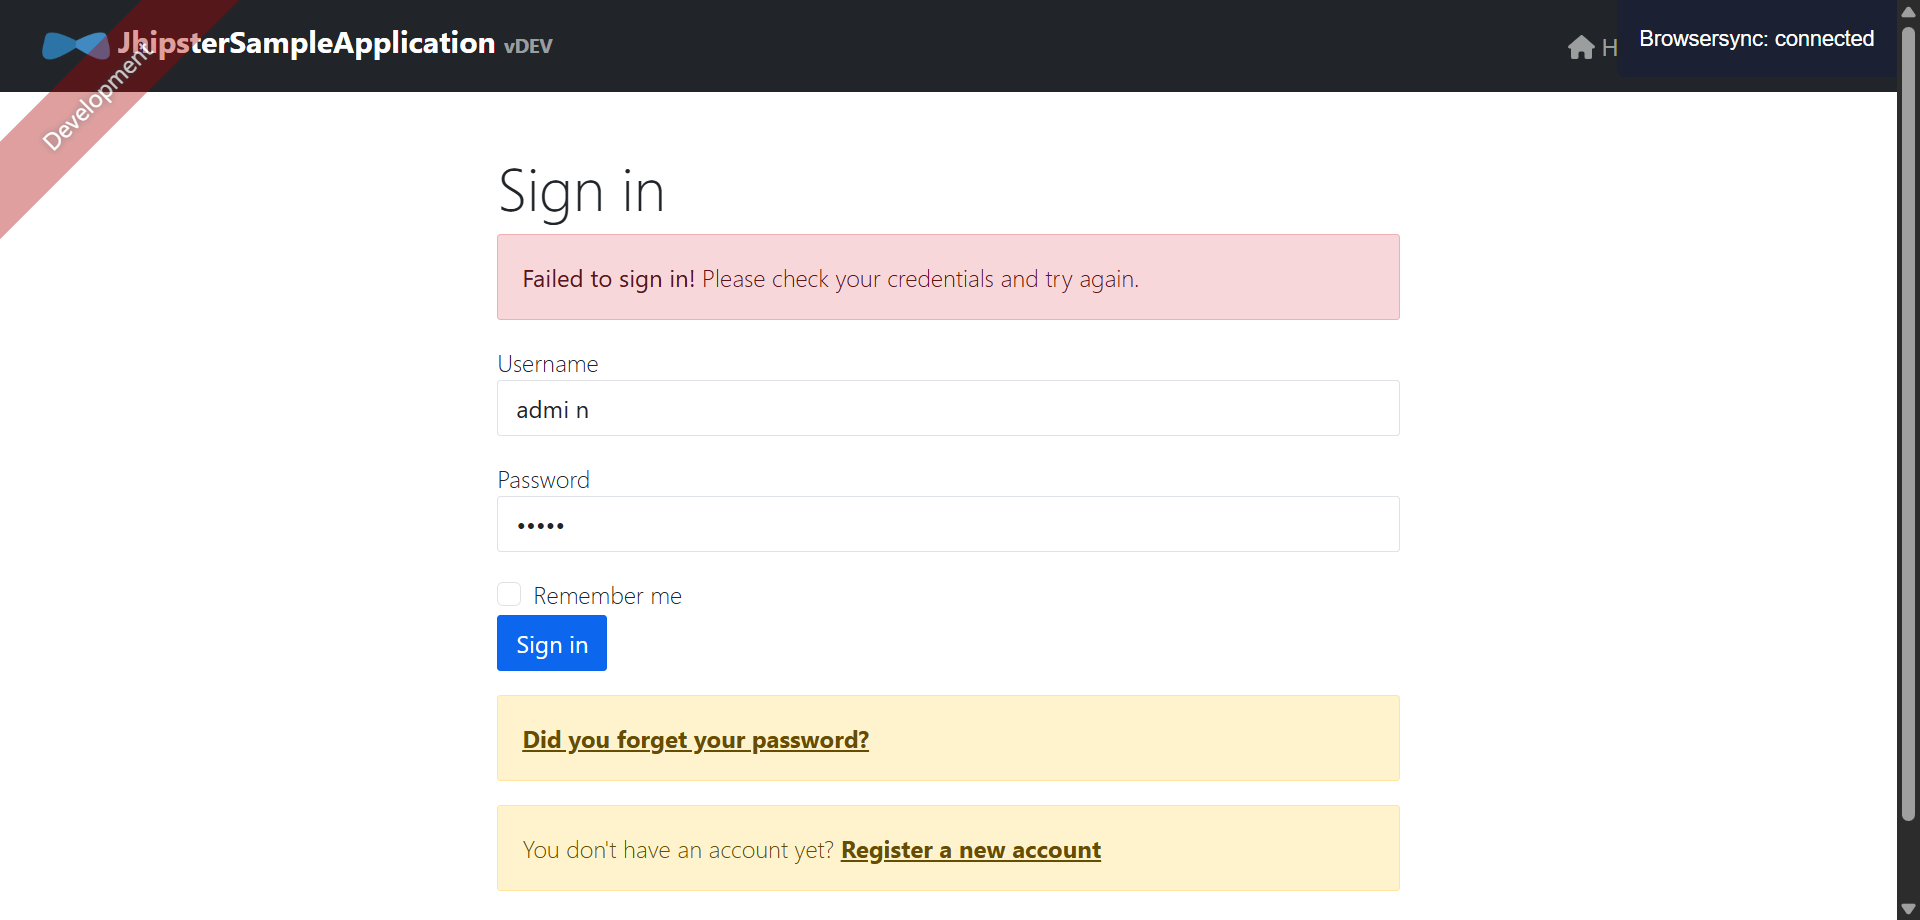 JhipsterSampleApplication vDEV
H
Browsersync: connected
Development
Sign in
Failed to sign in! Please check your credentials and try again.
Username
admi n
Password
•••••
Remember me
Sign in
Did you forget your password?
You don't have an account yet? Register a new account